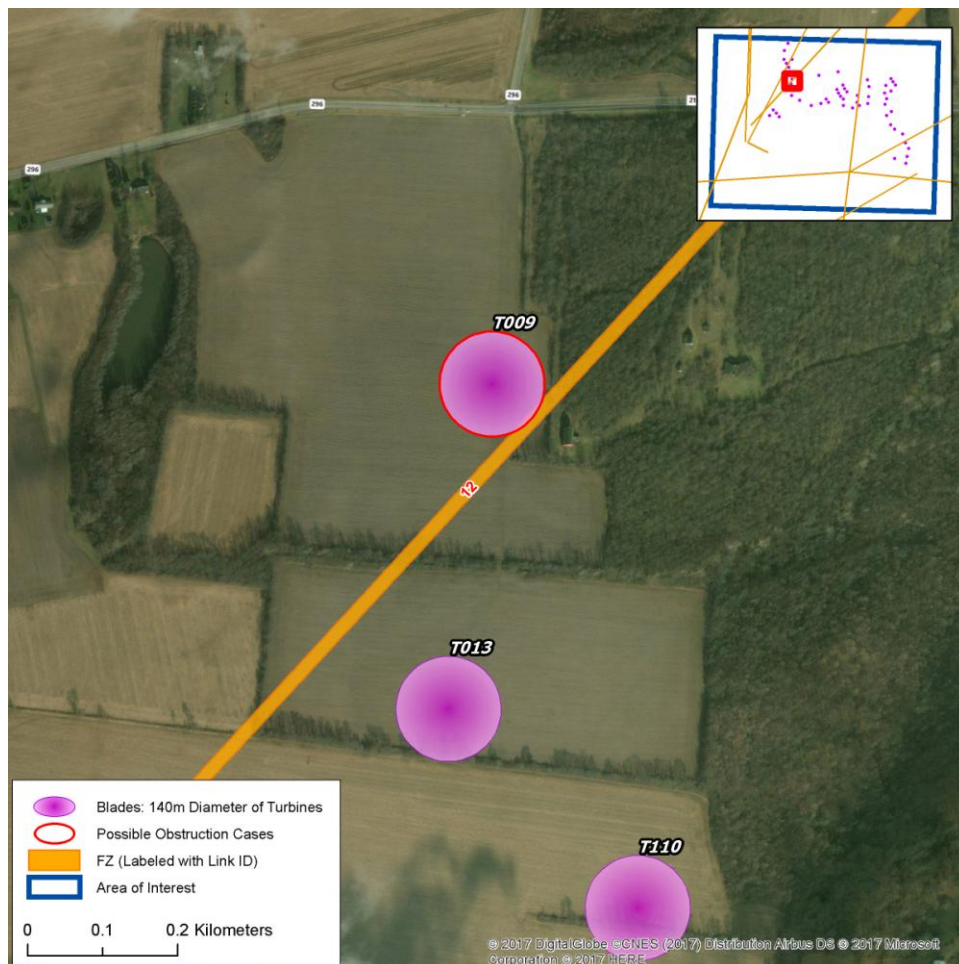 296
296
296
29
T009
12
T013
T110
Blades: 140m Diameter of Turbines
Possible Obstruction Cases
FZ (Labeled with Link ID)
Area of Interest
0 0.1 0.2 Kilometers
© 2017 DigitalGlobe ©CNES (2017) Distribution Airbus DS © 2017 Microsoft
Corporation © 2017 HERE